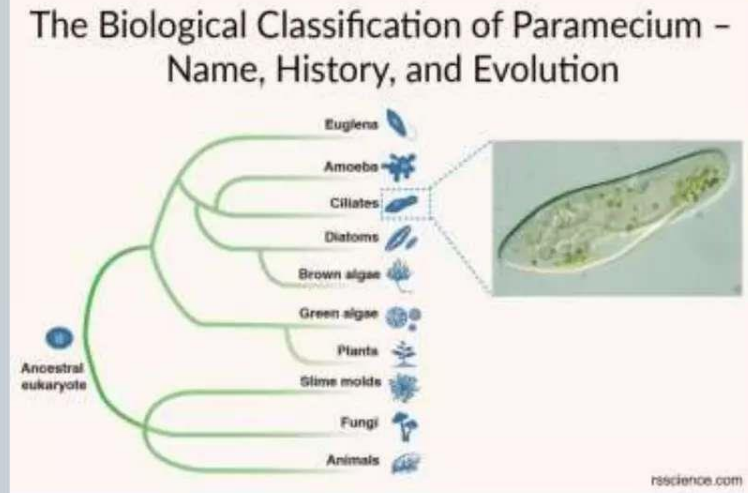 The Biological Classification of Paramecium –
Name, History, and Evolution
Euglena
Amoeba
Ciliates
Diatoms
Brown algae
Green algae
Plants
Ancestral
eukaryote
Slime molds
Fungi
Animals
rsscience.com